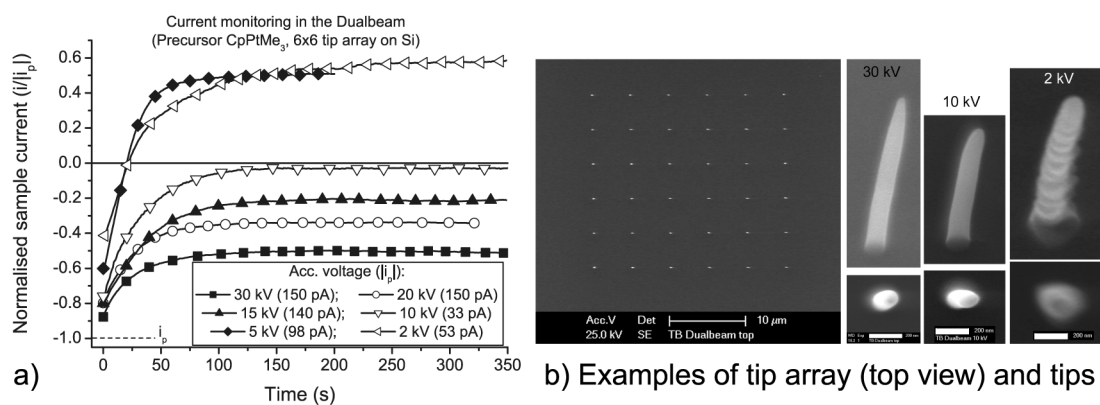 Current monitoring in the Dualbeam
(Precursor CpPtMe3, 6x6 tip array on Si)
Normalised sample current (i/|ip|)
0.6
0.4
0.2
0.0
-0.2
-0.4
-0.6
-0.8
-1.0
ip
Acc. voltage (|ip|):
30 kV (150 pA); 20 kV (150 pA)
15 kV (140 pA); 10 kV (33 pA)
5 kV (98 pA); 2 kV (53 pA)
0 50 100 150 200 250 300 350
Time (s)
a)
30 kV
10 kV
2 kV
Acc.V Det 10 µm
25.0 kV SE TB Dualbeam top
TB Dualbeam top
200 nm
TB Dualbeam 10 kV
200 nm
b) Examples of tip array (top view) and tips